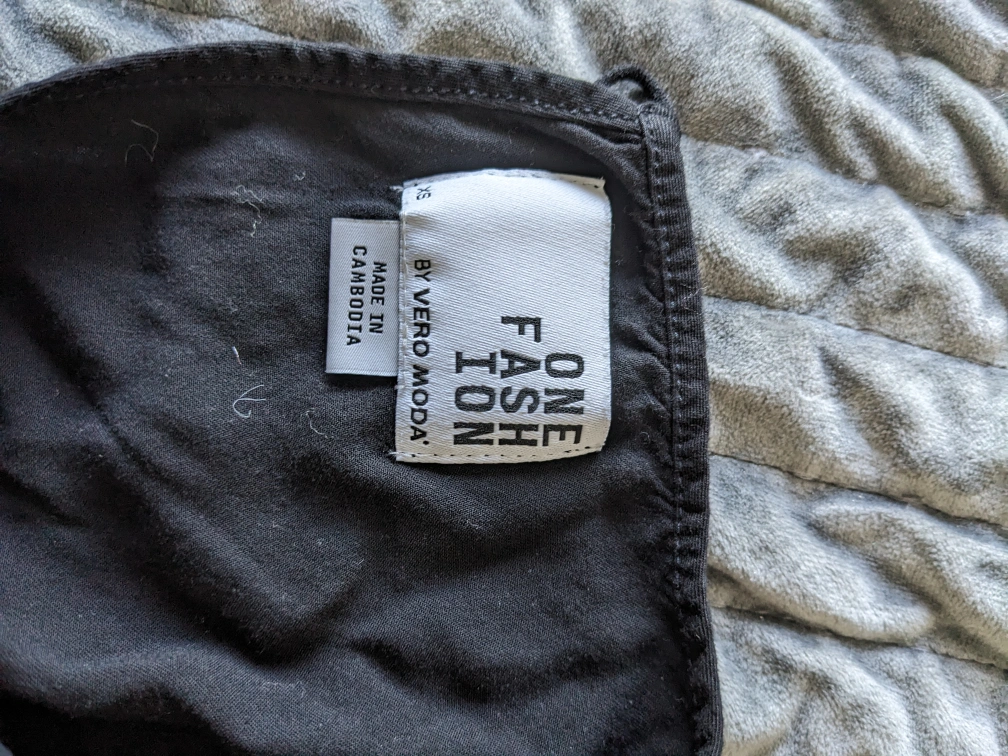 ONE
FASH
ION
BY VERO MODA®
XS
MADE IN
CAMBODIA